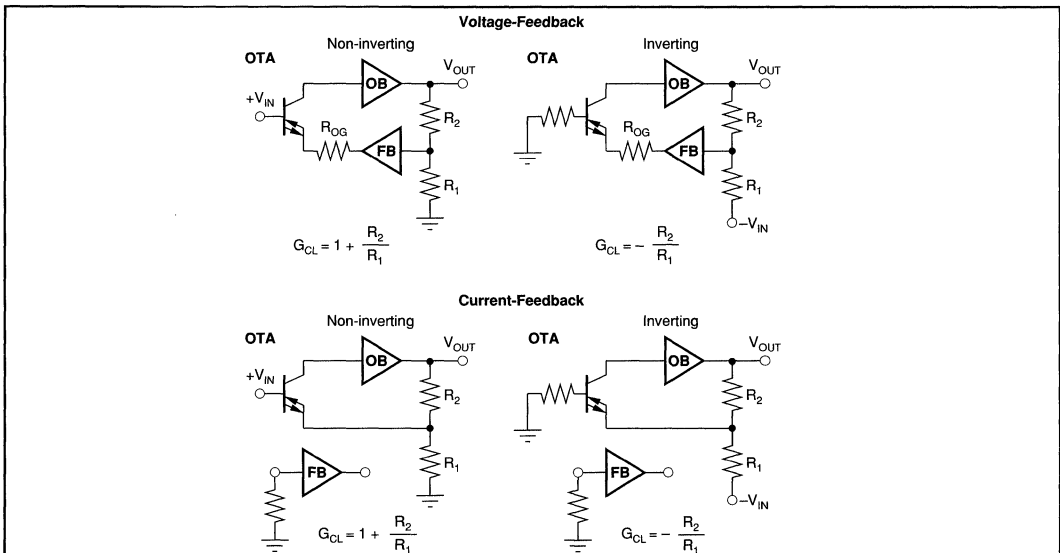 Voltage-Feedback
Non-inverting
OTA
OB
V_OUT
+V_IN
R_2
R_OG
FB
R_1
G_CL = 1 + R_2 / R_1
Inverting
OTA
OB
V_OUT
R_2
R_OG
FB
R_1
−V_IN
G_CL = − R_2 / R_1
Current-Feedback
Non-inverting
OTA
OB
V_OUT
+V_IN
R_2
R_1
FB
G_CL = 1 + R_2 / R_1
Inverting
OTA
OB
V_OUT
R_2
R_1
FB
−V_IN
G_CL = − R_2 / R_1